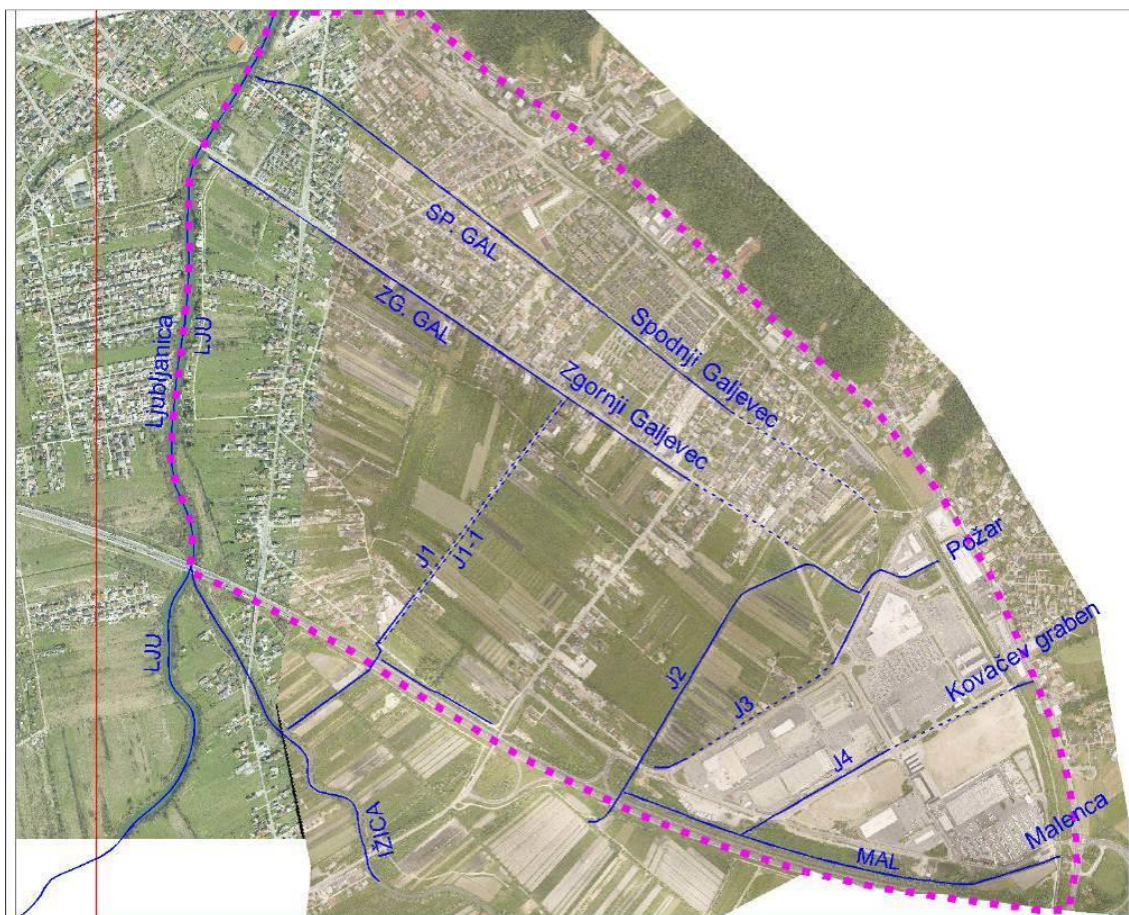 SP. GAL
ZG. GAL
Ljubljanica
LJU
Spodnji Galjevec
Zgornji Galjevec
J1
J1-1
Požar
LJU
J2
J3
Kovačev graben
J4
IŽICA
MAL
Malenca